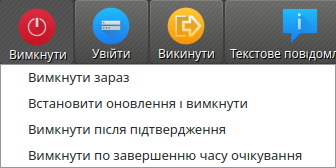 Вимкнути Увійти Викинути Текстове повідомл
Вимкнути зараз
Встановити оновлення і вимкнути
Вимкнути після підтвердження
Вимкнути по завершенню часу очікування